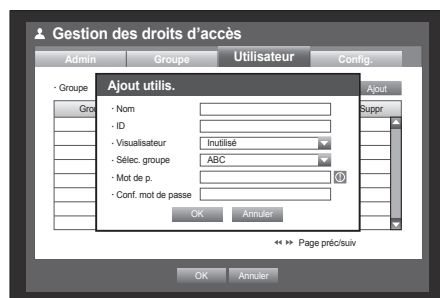 Gestion des droits d'accès
Admin Groupe Utilisateur Config.
· Groupe Ajout
Suppr
Ajout utilis.
· Nom
· ID
· Visualisateur Inutilisé
· Sélec. groupe ABC
· Mot de p.
· Conf. mot de passe
OK Annuler
Page préc/suiv
OK Annuler